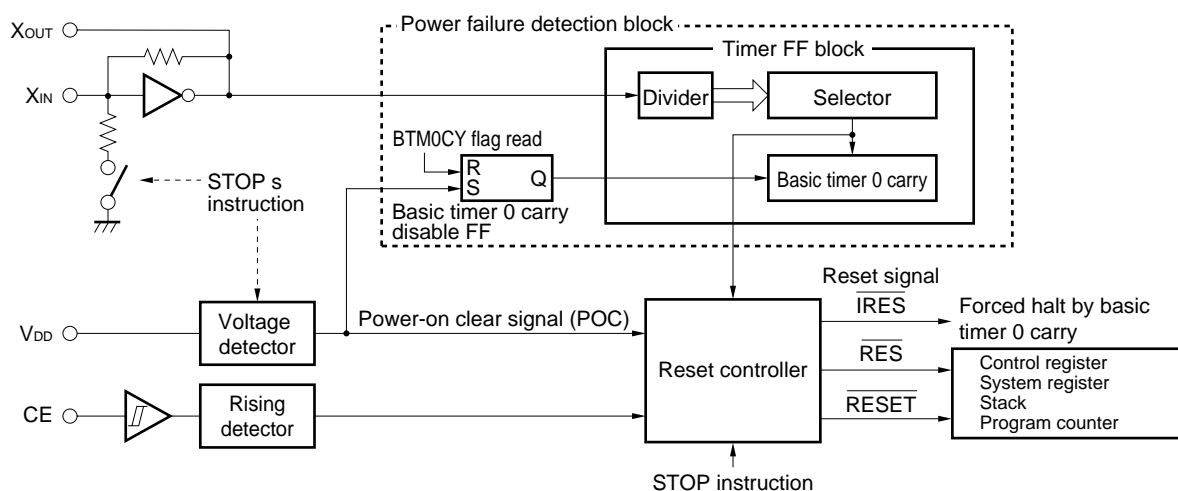 Power failure detection block
XOUT
Timer FF block
XIN
Divider
Selector
BTM0CY flag read
R
S
Q
Basic timer 0 carry
STOP s
instruction
Basic timer 0 carry
disable FF
Reset signal
IRES
Forced halt by basic
timer 0 carry
VDD
Voltage
detector
Power-on clear signal (POC)
Reset controller
RES
Control register
System register
Stack
Program counter
CE
Rising
detector
RESET
STOP instruction